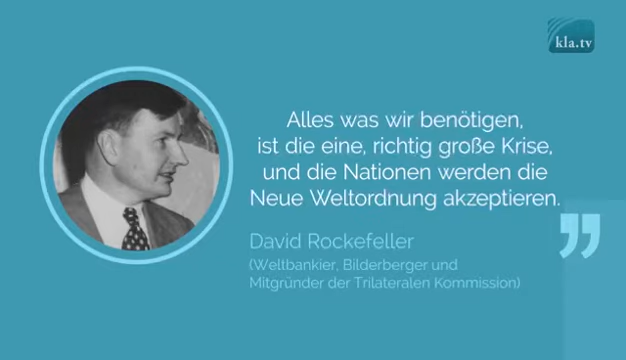 kla.tv
Alles was wir benötigen,
ist die eine, richtig große Krise,
und die Nationen werden die
Neue Weltordnung akzeptieren.
David Rockefeller
(Weltbankier, Bilderberger und
Mitgründer der Trilateralen Kommission)
”